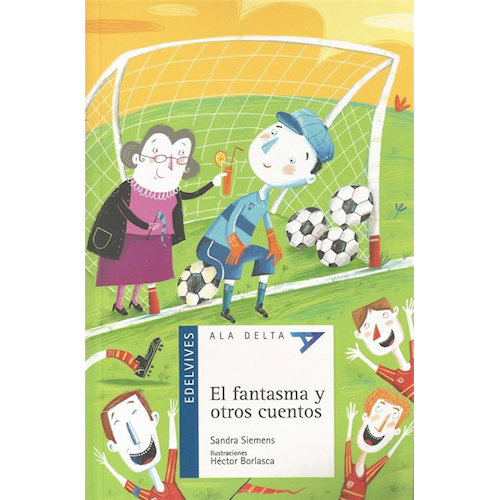 ALA DELTA
EDELVIVES
El fantasma y
otros cuentos
Sandra Siemens
Ilustraciones
Héctor Borlasca